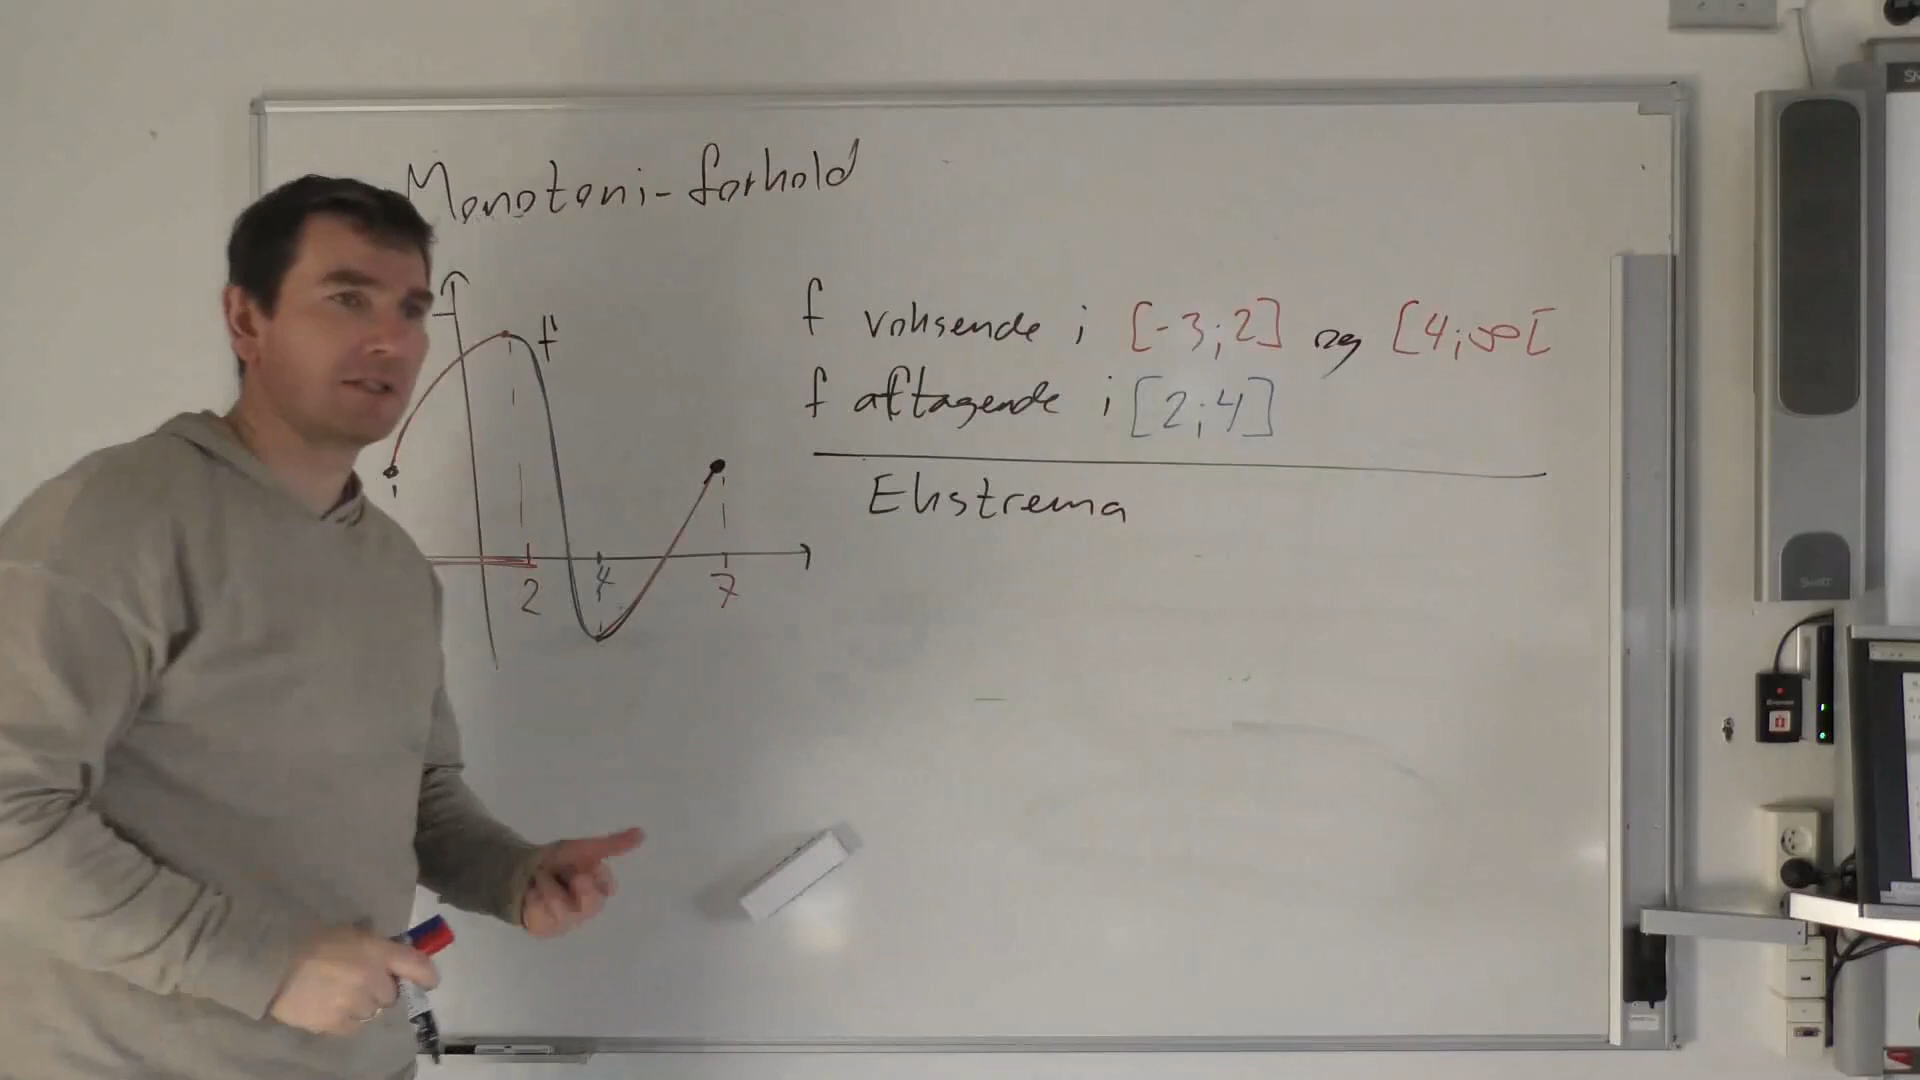 Monotoni-forhold
f
f voksende i [-3;2] og [4;∞[
f aftagende i [2;4]
Ekstrema
2
4
7